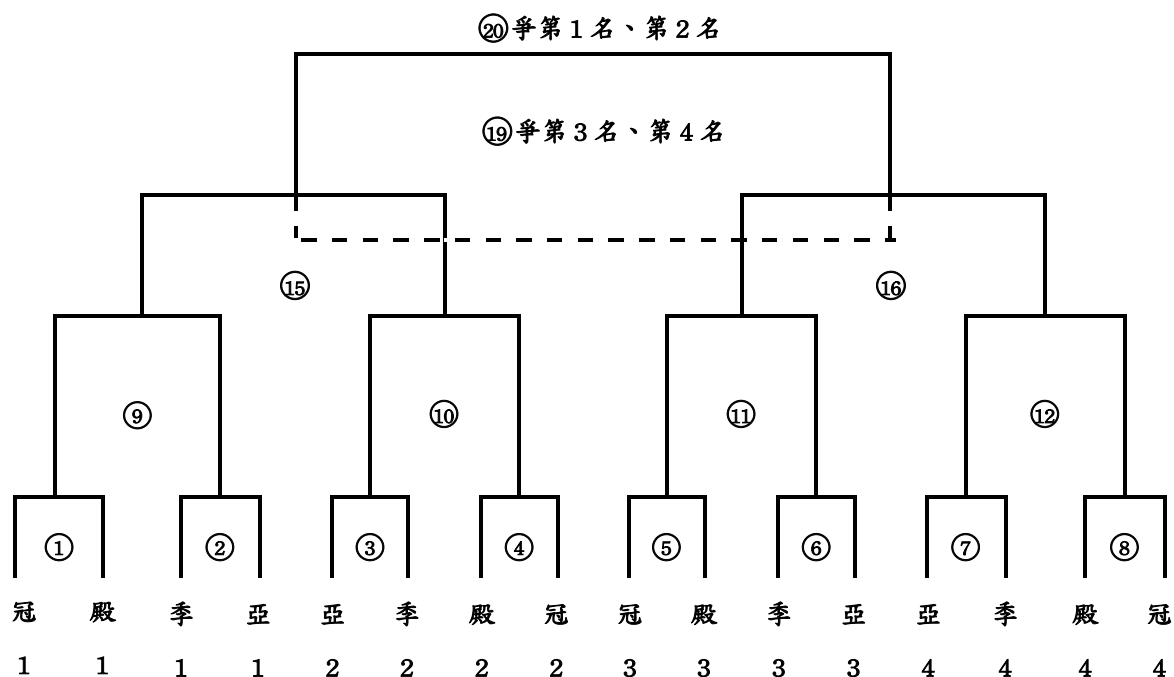 ⑳爭第1名、第2名
⑲爭第3名、第4名
⑮ ⑯
⑨ ⑩ ⑪ ⑫
① ② ③ ④ ⑤ ⑥ ⑦ ⑧
冠 殿 季 亞 亞 季 殿 冠 冠 殿 季 亞 亞 季 殿 冠
1 1 1 1 2 2 2 2 3 3 3 3 4 4 4 4